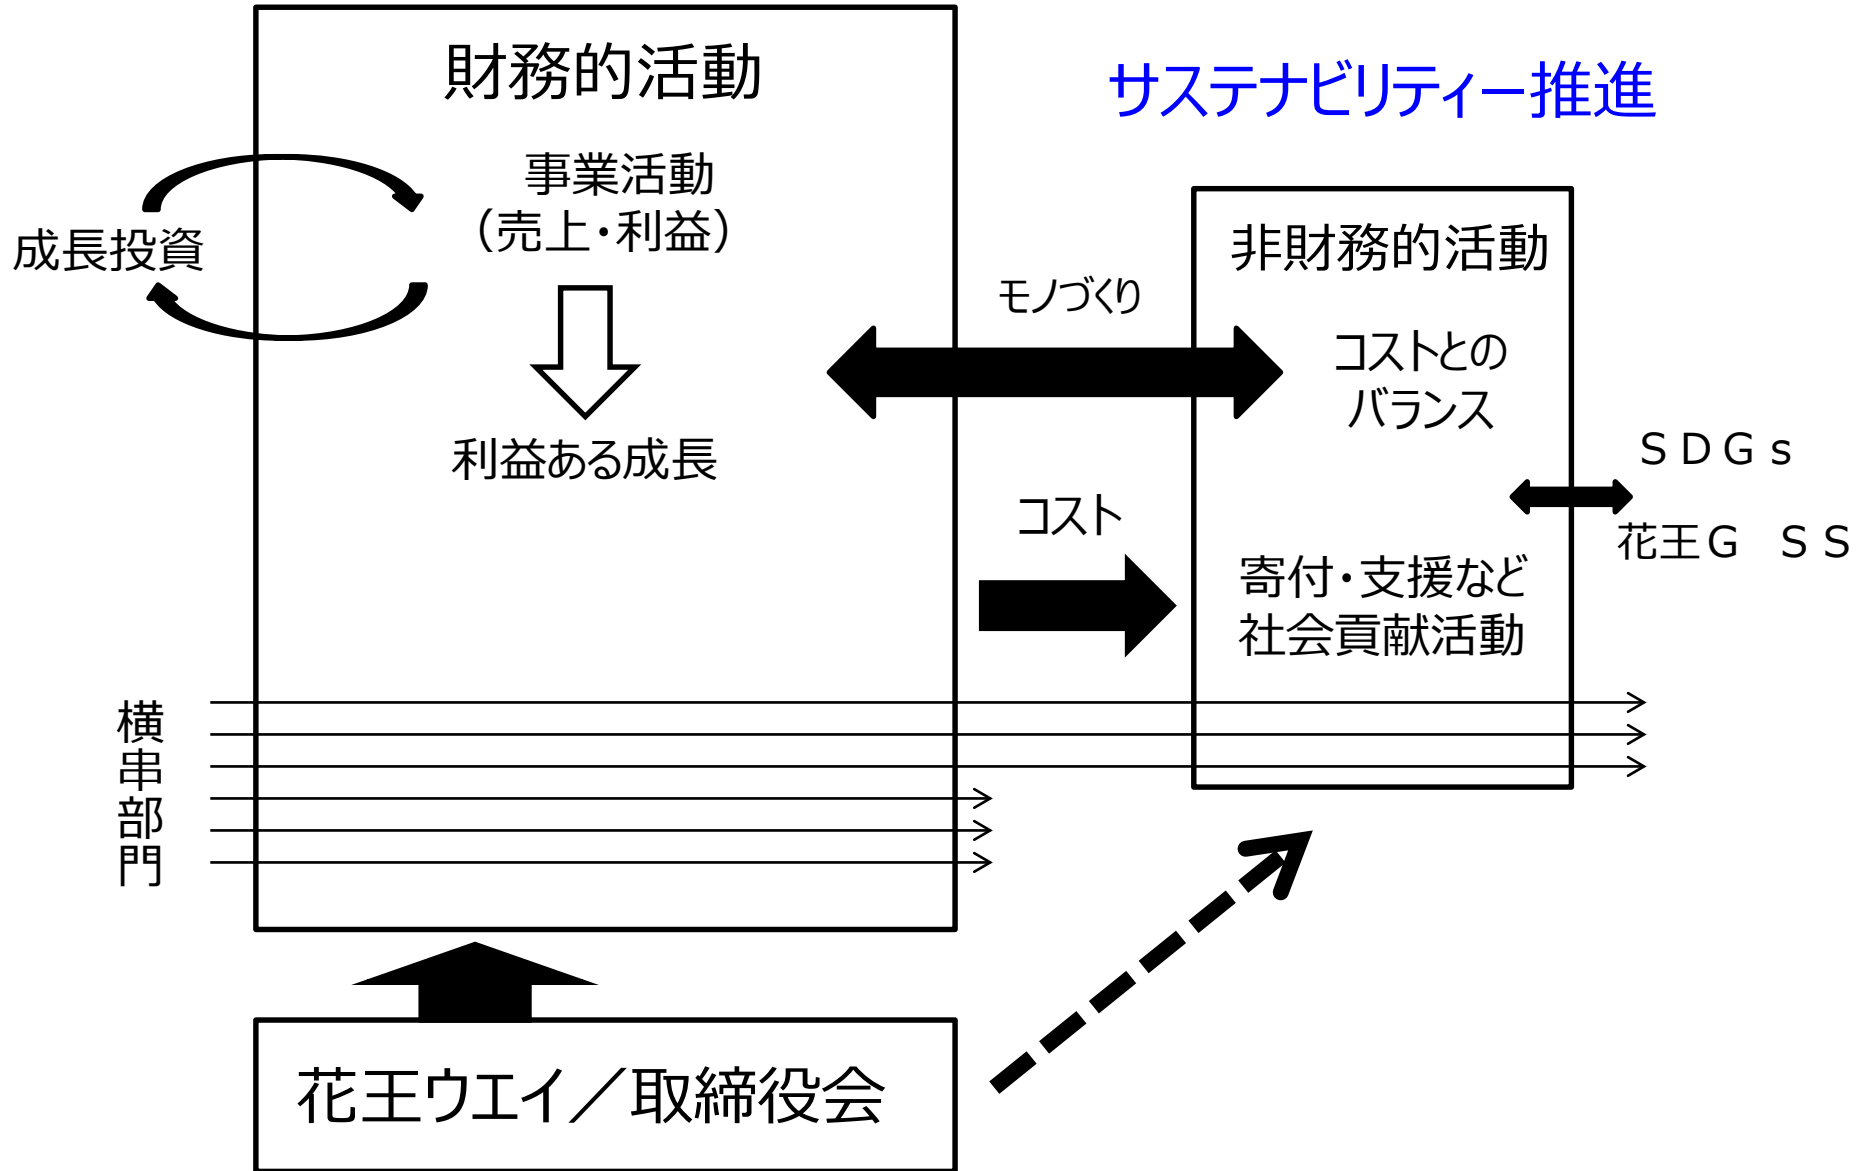 財務的活動
サステナビリティー推進
事業活動
（売上・利益）
成長投資
非財務的活動
モノづくり
コストとの
バランス
利益ある成長
ＳＤＧｓ
コスト
花王Ｇ　ＳＳ
寄付・支援など
社会貢献活動
横串部門
花王ウエイ／取締役会